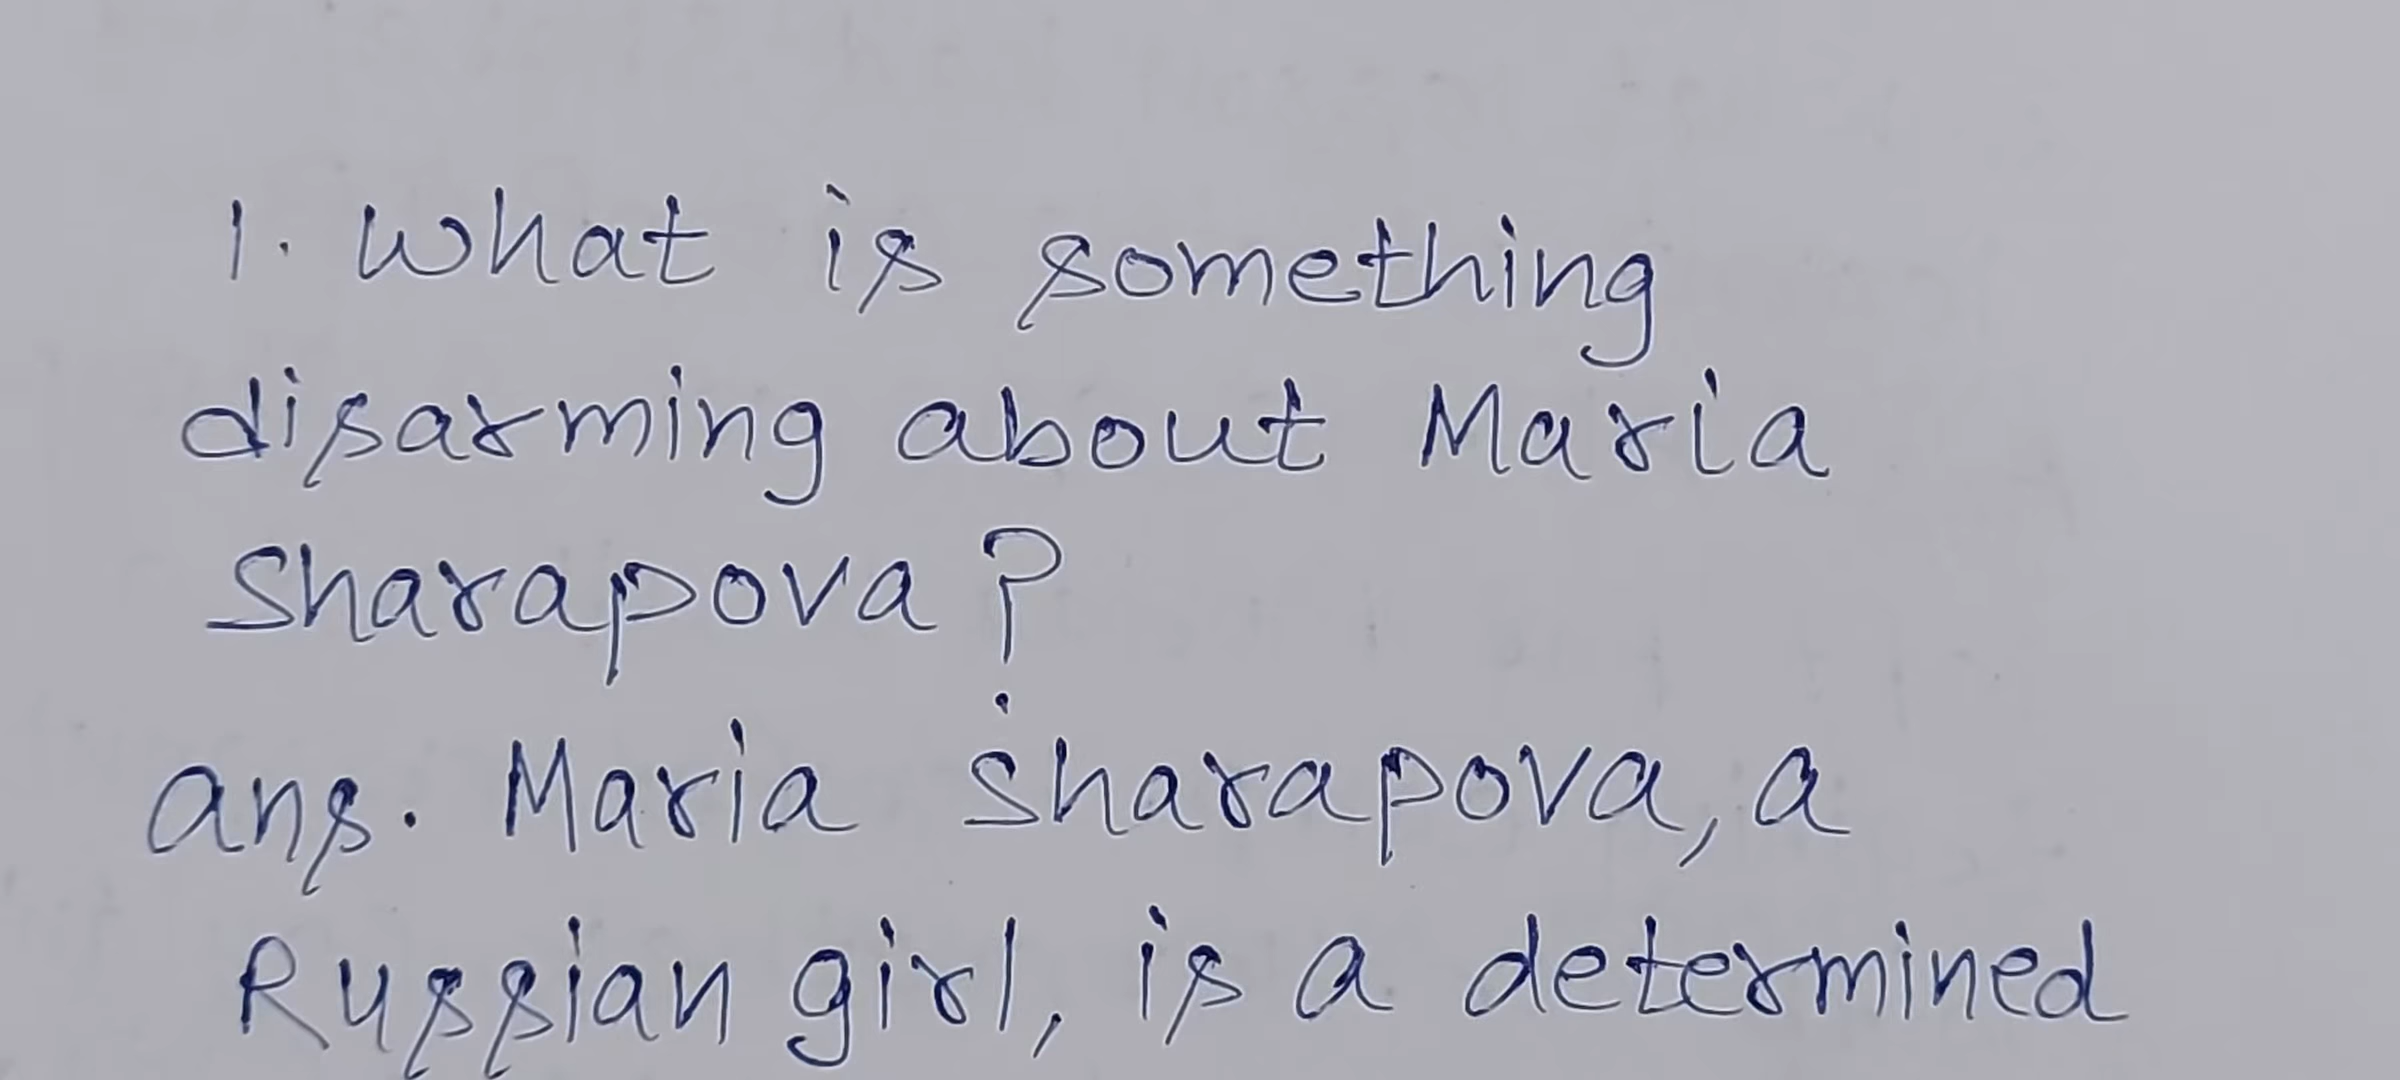 1. What is something
disarming about Maria
Sharapova?
ans. Maria Sharapova, a
Russian girl, is a determined